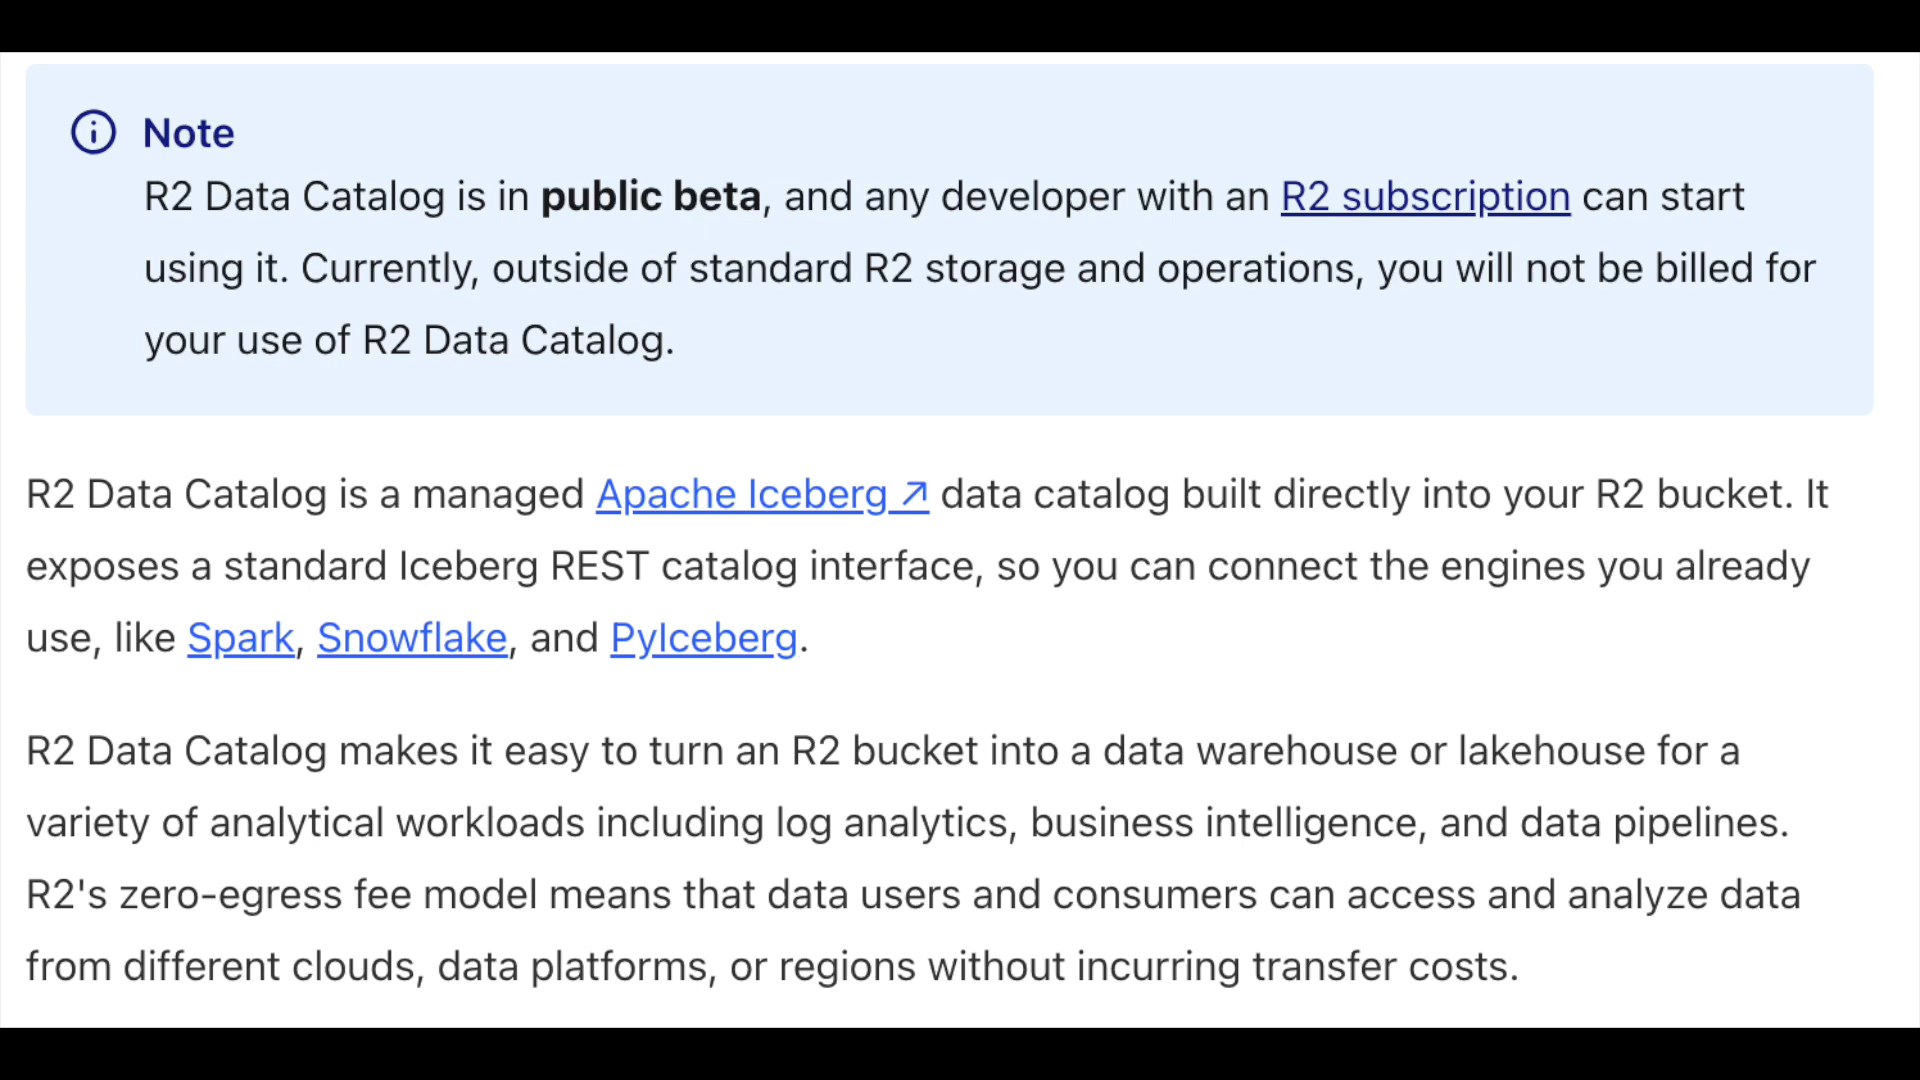 Note
R2 Data Catalog is in public beta, and any developer with an R2 subscription can start
using it. Currently, outside of standard R2 storage and operations, you will not be billed for
your use of R2 Data Catalog.
R2 Data Catalog is a managed Apache Iceberg ↗ data catalog built directly into your R2 bucket. It
exposes a standard Iceberg REST catalog interface, so you can connect the engines you already
use, like Spark, Snowflake, and PyIceberg.
R2 Data Catalog makes it easy to turn an R2 bucket into a data warehouse or lakehouse for a
variety of analytical workloads including log analytics, business intelligence, and data pipelines.
R2's zero-egress fee model means that data users and consumers can access and analyze data
from different clouds, data platforms, or regions without incurring transfer costs.